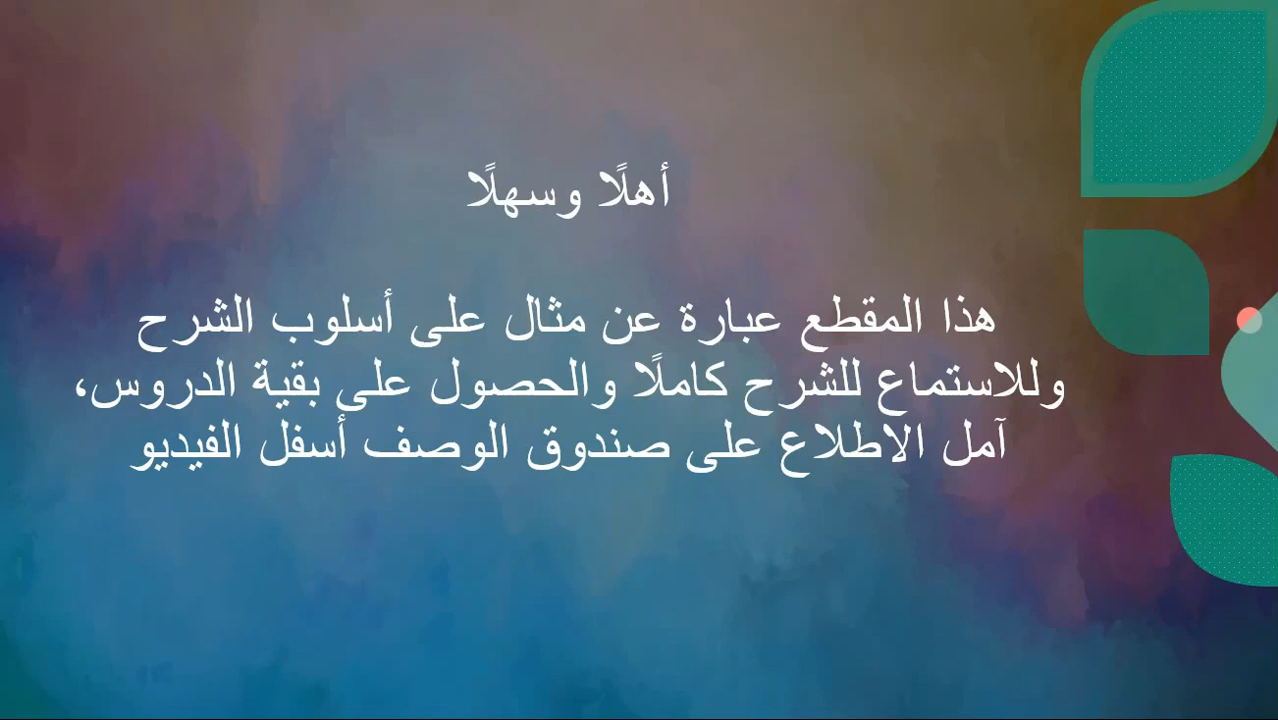 أهلًا وسهلًا
هذا المقطع عبارة عن مثال على أسلوب الشرح
وللاستماع للشرح كاملًا والحصول على بقية الدروس،
آمل الاطلاع على صندوق الوصف أسفل الفيديو